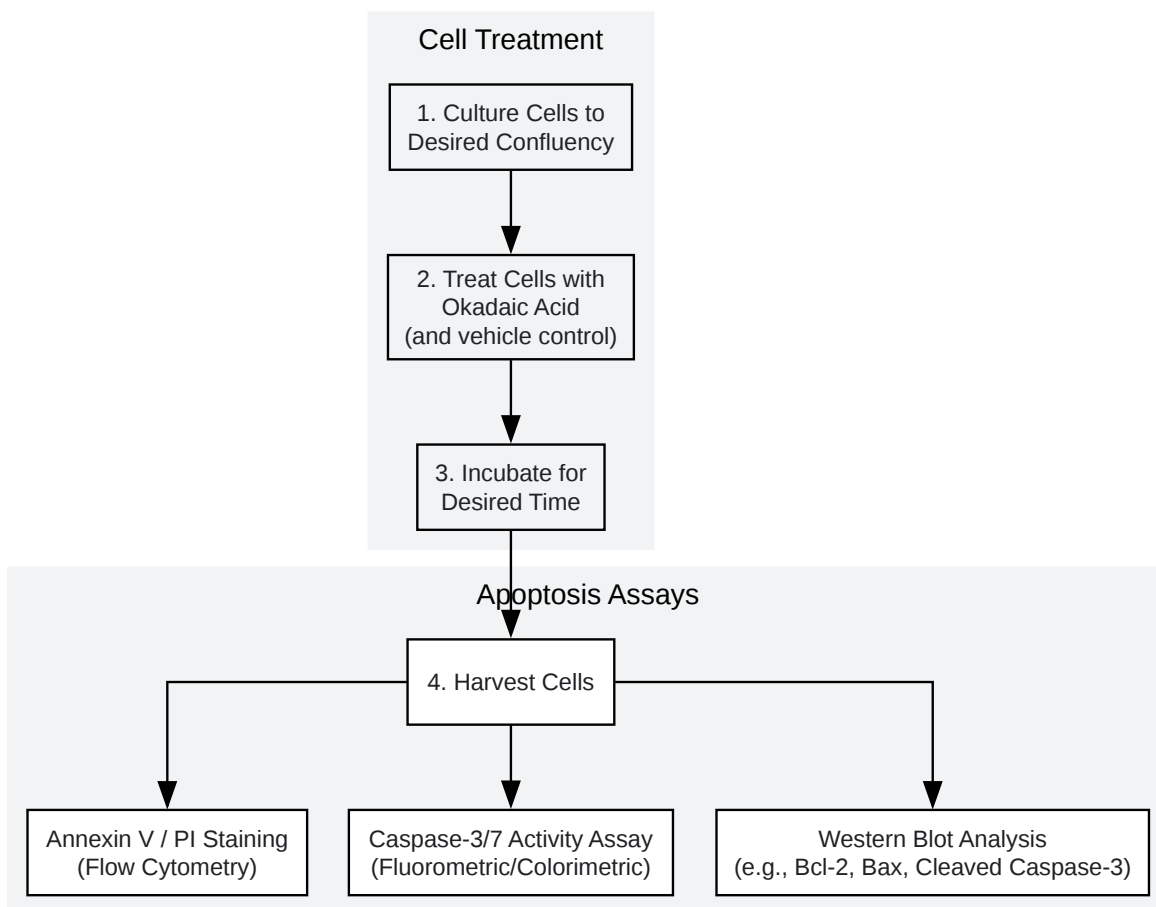 Cell Treatment
1. Culture Cells to
Desired Confluency
2. Treat Cells with
Okadaic Acid
(and vehicle control)
3. Incubate for
Desired Time
Apoptosis Assays
4. Harvest Cells
Annexin V / PI Staining
(Flow Cytometry)
Caspase-3/7 Activity Assay
(Fluorometric/Colorimetric)
Western Blot Analysis
(e.g., Bcl-2, Bax, Cleaved Caspase-3)